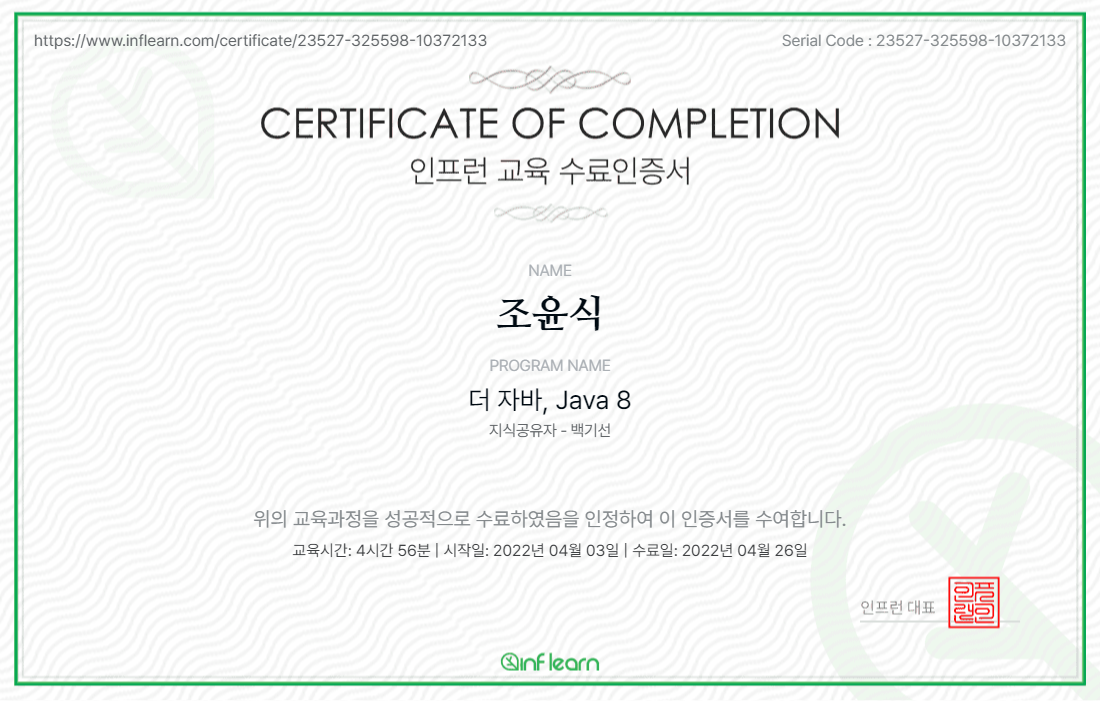 https://www.inflearn.com/certificate/23527-325598-10372133
Serial Code : 23527-325598-10372133
CERTIFICATE OF COMPLETION
인프런 교육 수료인증서
NAME
조윤식
PROGRAM NAME
더 자바, Java 8
지식공유자 - 백기선
위의 교육과정을 성공적으로 수료하였음을 인정하여 이 인증서를 수여합니다.
교육시간: 4시간 56분 | 시작일: 2022년 04월 03일 | 수료일: 2022년 04월 26일
인프런 대표
inflearn